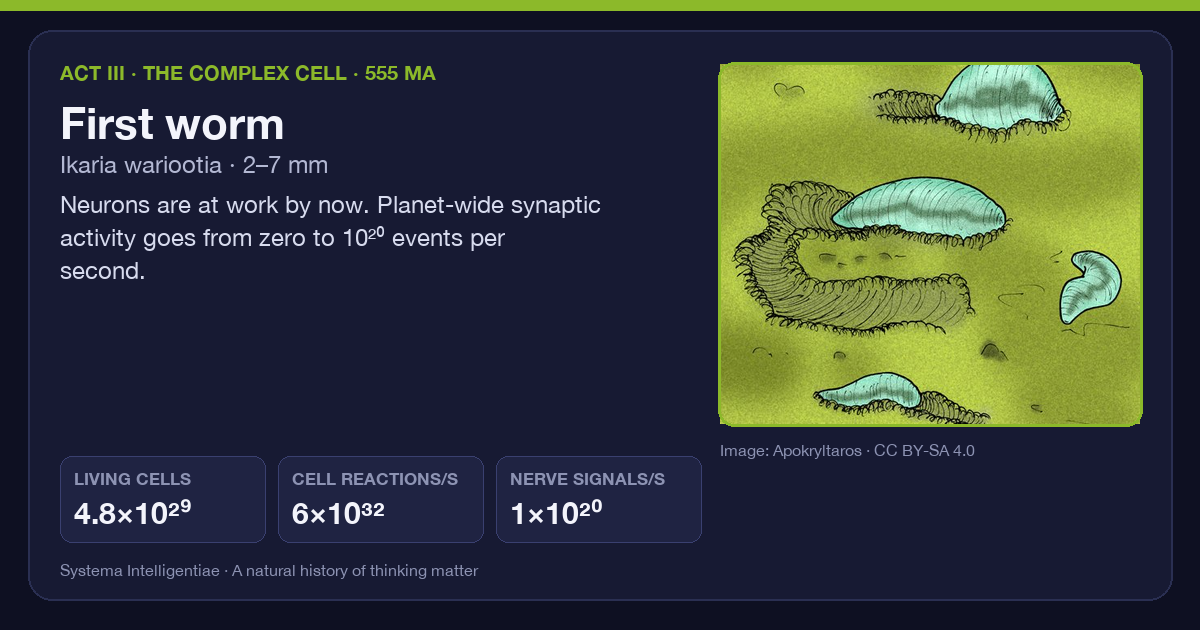 ACT III · THE COMPLEX CELL · 555 MA
First worm
Ikaria wariootia · 2–7 mm
Neurons are at work by now. Planet-wide synaptic
activity goes from zero to 10²⁰ events per
second.
LIVING CELLS
4.8×10²⁹
CELL REACTIONS/S
6×10³²
NERVE SIGNALS/S
1×10²⁰
Image: Apokryltaros · CC BY-SA 4.0
Systema Intelligentiae · A natural history of thinking matter